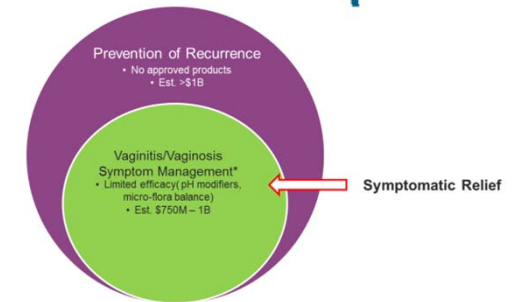 Prevention of Recurrence
• No approved products
• Est. >$1B
Vaginitis/Vaginosis
Symptom Management*
• Limited efficacy( pH modifiers,
micro-flora balance)
• Est. $750M – 1B
Symptomatic Relief